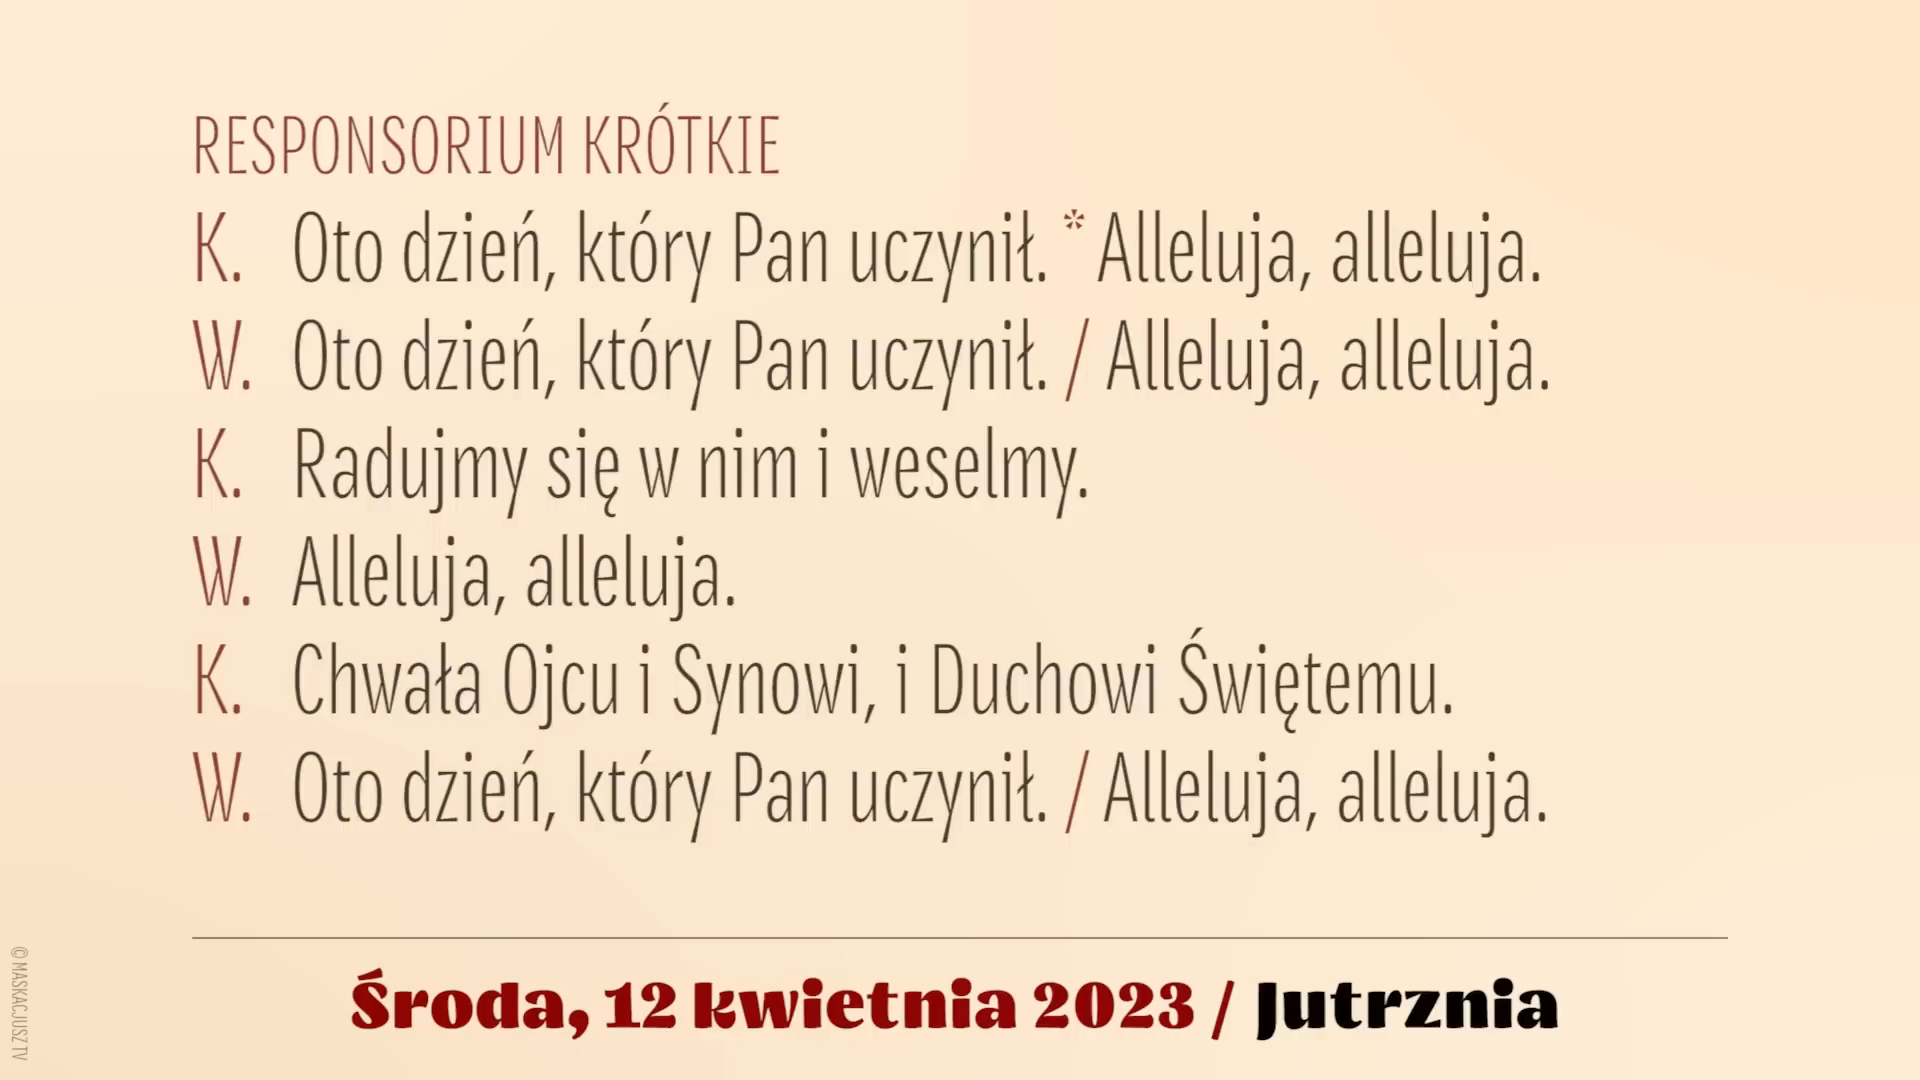 RESPONSORIUM KRÓTKIE
K. Oto dzień, który Pan uczynił. * Alleluja, alleluja.
W. Oto dzień, który Pan uczynił. / Alleluja, alleluja.
K. Radujmy się w nim i weselmy.
W. Alleluja, alleluja.
K. Chwała Ojcu i Synowi, i Duchowi Świętemu.
W. Oto dzień, który Pan uczynił. / Alleluja, alleluja.
Środa, 12 kwietnia 2023 / Jutrznia
© MASKACJUSZ TV